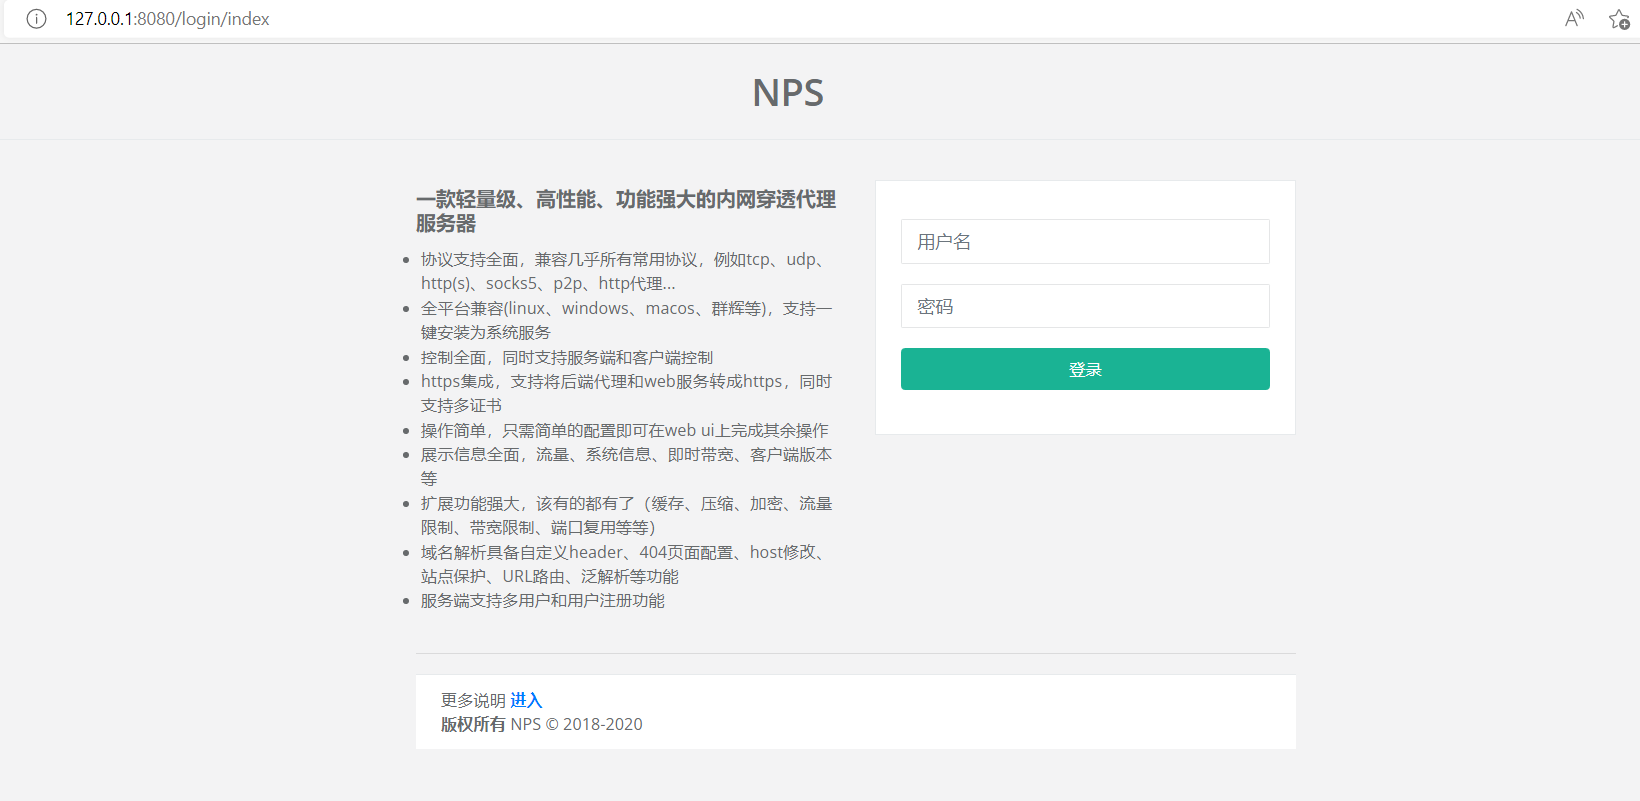 127.0.0.1:8080/login/index
NPS
一款轻量级、高性能、功能强大的内网穿透代理
服务器
协议支持全面，兼容几乎所有常用协议，例如tcp、udp、
http(s)、socks5、p2p、http代理...
全平台兼容(linux、windows、macos、群辉等)，支持一
键安装为系统服务
控制全面，同时支持服务端和客户端控制
https集成，支持将后端代理和web服务转成https，同时
支持多证书
操作简单，只需简单的配置即可在web ui上完成其余操作
展示信息全面，流量、系统信息、即时带宽、客户端版本
等
扩展功能强大，该有的都有了（缓存、压缩、加密、流量
限制、带宽限制、端口复用等等）
域名解析具备自定义header、404页面配置、host修改、
站点保护、URL路由、泛解析等功能
服务端支持多用户和用户注册功能
用户名
密码
登录
更多说明 进入
版权所有 NPS © 2018-2020